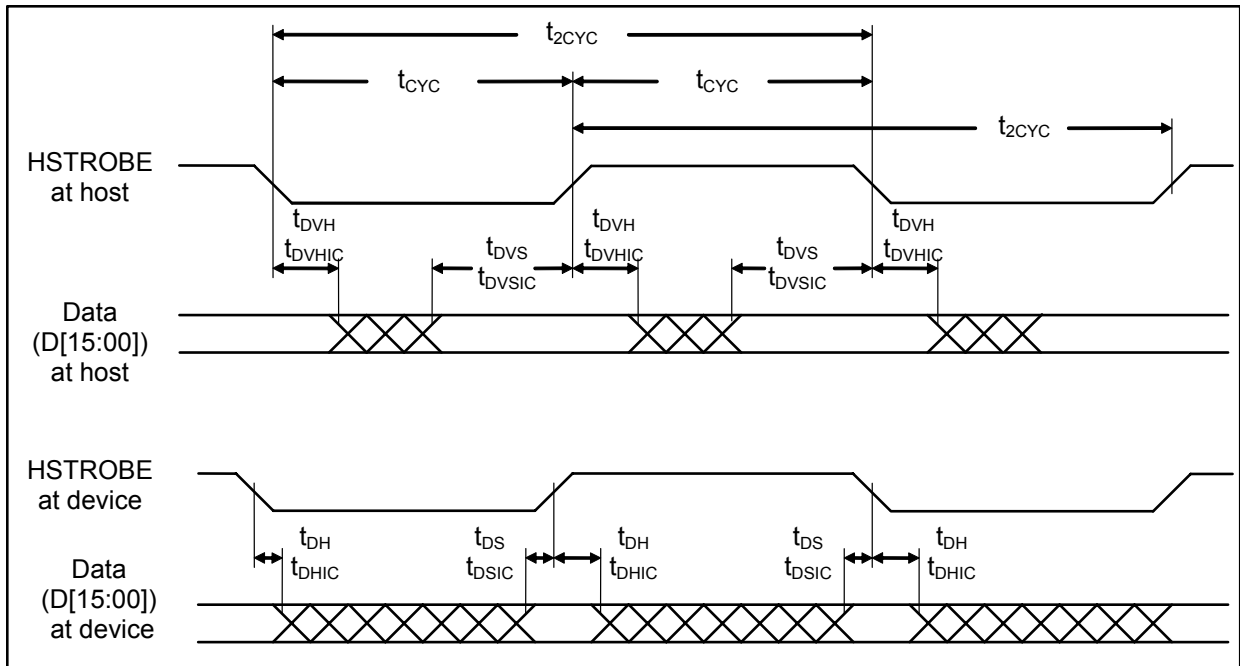 t2CYC
tCYC tCYC
t2CYC
HSTROBE
at host
tDVH tDVH tDVH
tDVHIC tDVS tDVHIC tDVS tDVHIC
tDVSIC tDVSIC
Data
(D[15:00])
at host
HSTROBE
at device
tDH tDS tDH tDS tDH
tDHIC tDSIC tDHIC tDSIC tDHIC
Data
(D[15:00])
at device